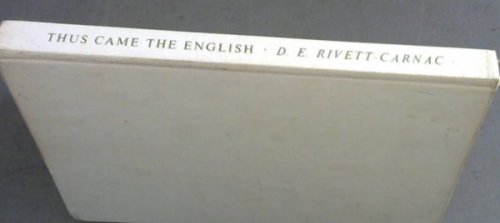 THUS CAME THE ENGLISH · D. E. RIVETT-CARNAC ·